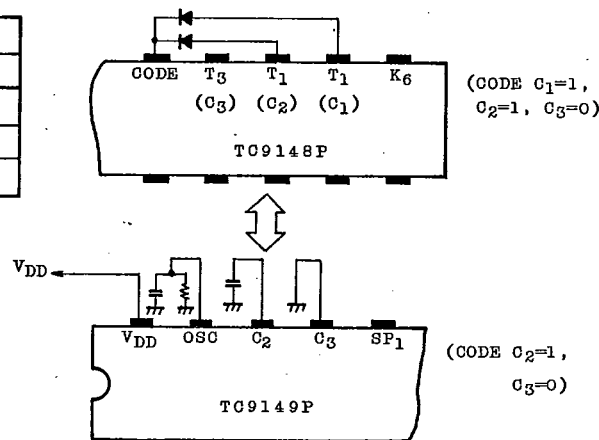 CODE T3 T1 T1 K6
(C3) (C2) (C1)
TC9148P
(CODE C1=1,
C2=1, C3=0)
VDD
VDD OSC C2 C3 SP1
TC9149P
(CODE C2=1,
C3=0)